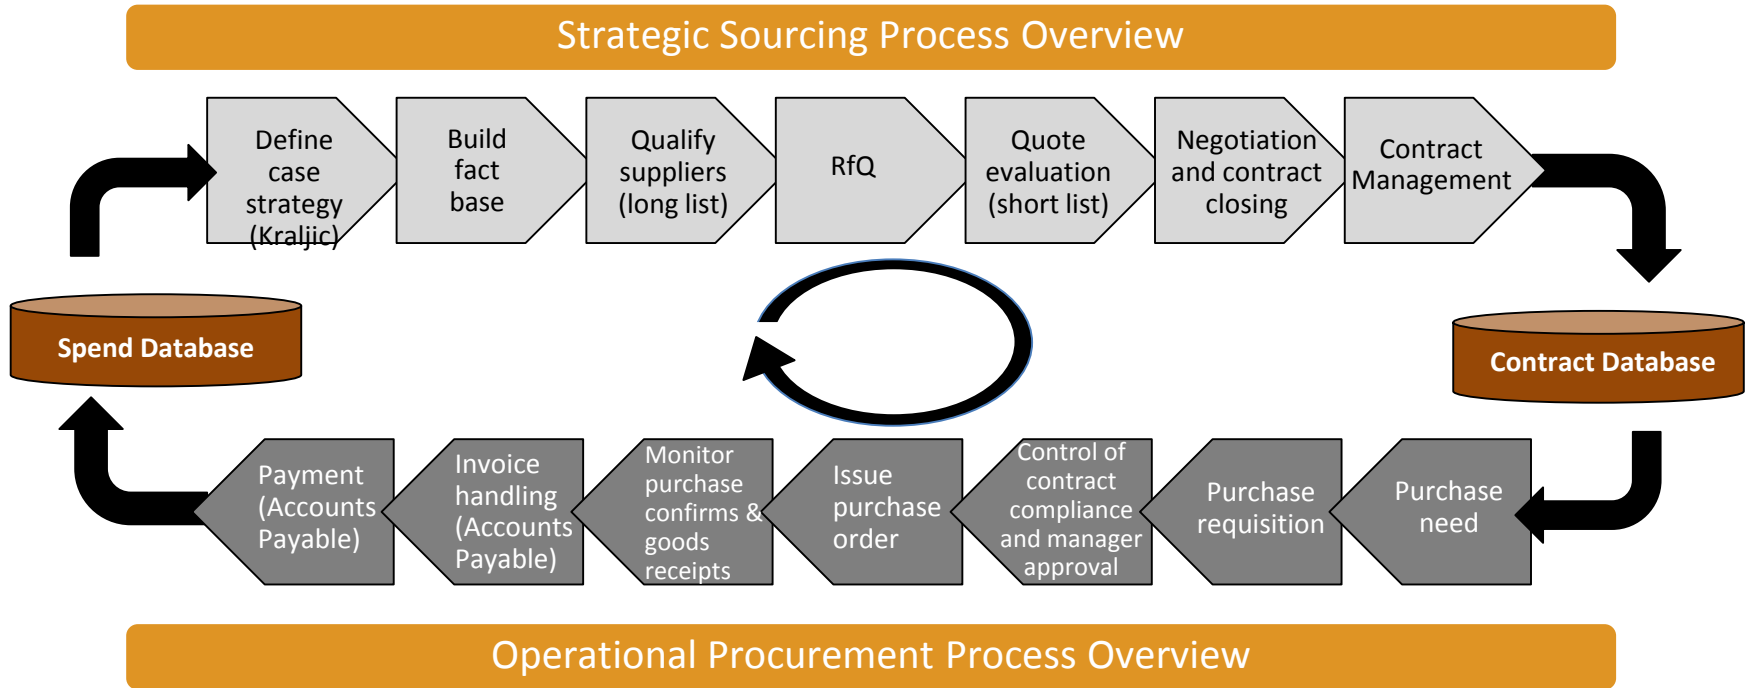 Strategic Sourcing Process Overview
Define
case
strategy
(Kraljic)
Build
fact
base
Qualify
suppliers
(long list)
RfQ
Quote
evaluation
(short list)
Negotiation
and contract
closing
Contract
Management
Spend Database
Contract Database
Payment
(Accounts
Payable)
Invoice
handling
(Accounts
Payable)
Monitor
purchase
confirms &
goods
receipts
Issue
purchase
order
Control of
contract
compliance
and manager
approval
Purchase
requisition
Purchase
need
Operational Procurement Process Overview